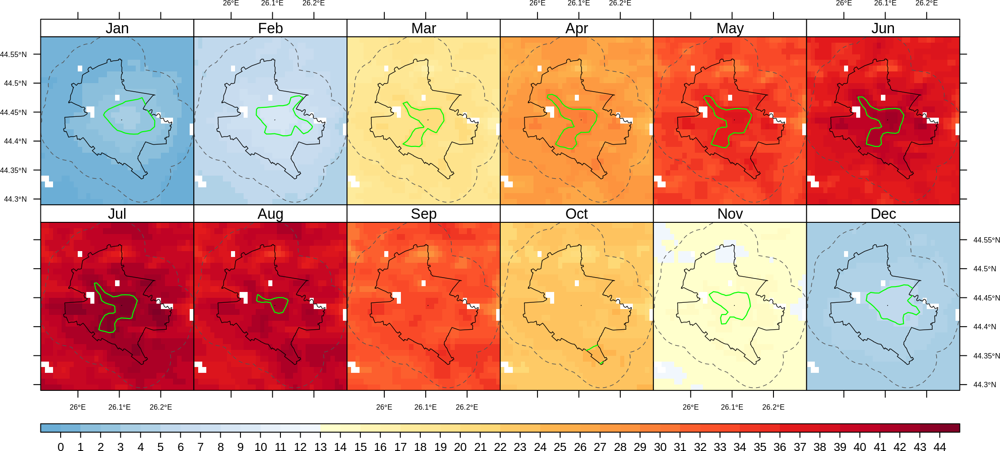 26°E 26.1°E 26.2°E 26°E 26.1°E 26.2°E 26°E 26.1°E 26.2°E
Jan Feb Mar Apr May Jun
44.55°N
44.5°N
44.45°N
44.4°N
44.35°N
44.3°N
Jul Aug Sep Oct Nov Dec
44.55°N
44.5°N
44.45°N
44.4°N
44.35°N
44.3°N
26°E 26.1°E 26.2°E 26°E 26.1°E 26.2°E 26°E 26.1°E 26.2°E
0 1 2 3 4 5 6 7 8 9 10 11 12 13 14 15 16 17 18 19 20 21 22 23 24 25 26 27 28 29 30 31 32 33 34 35 36 37 38 39 40 41 42 43 44